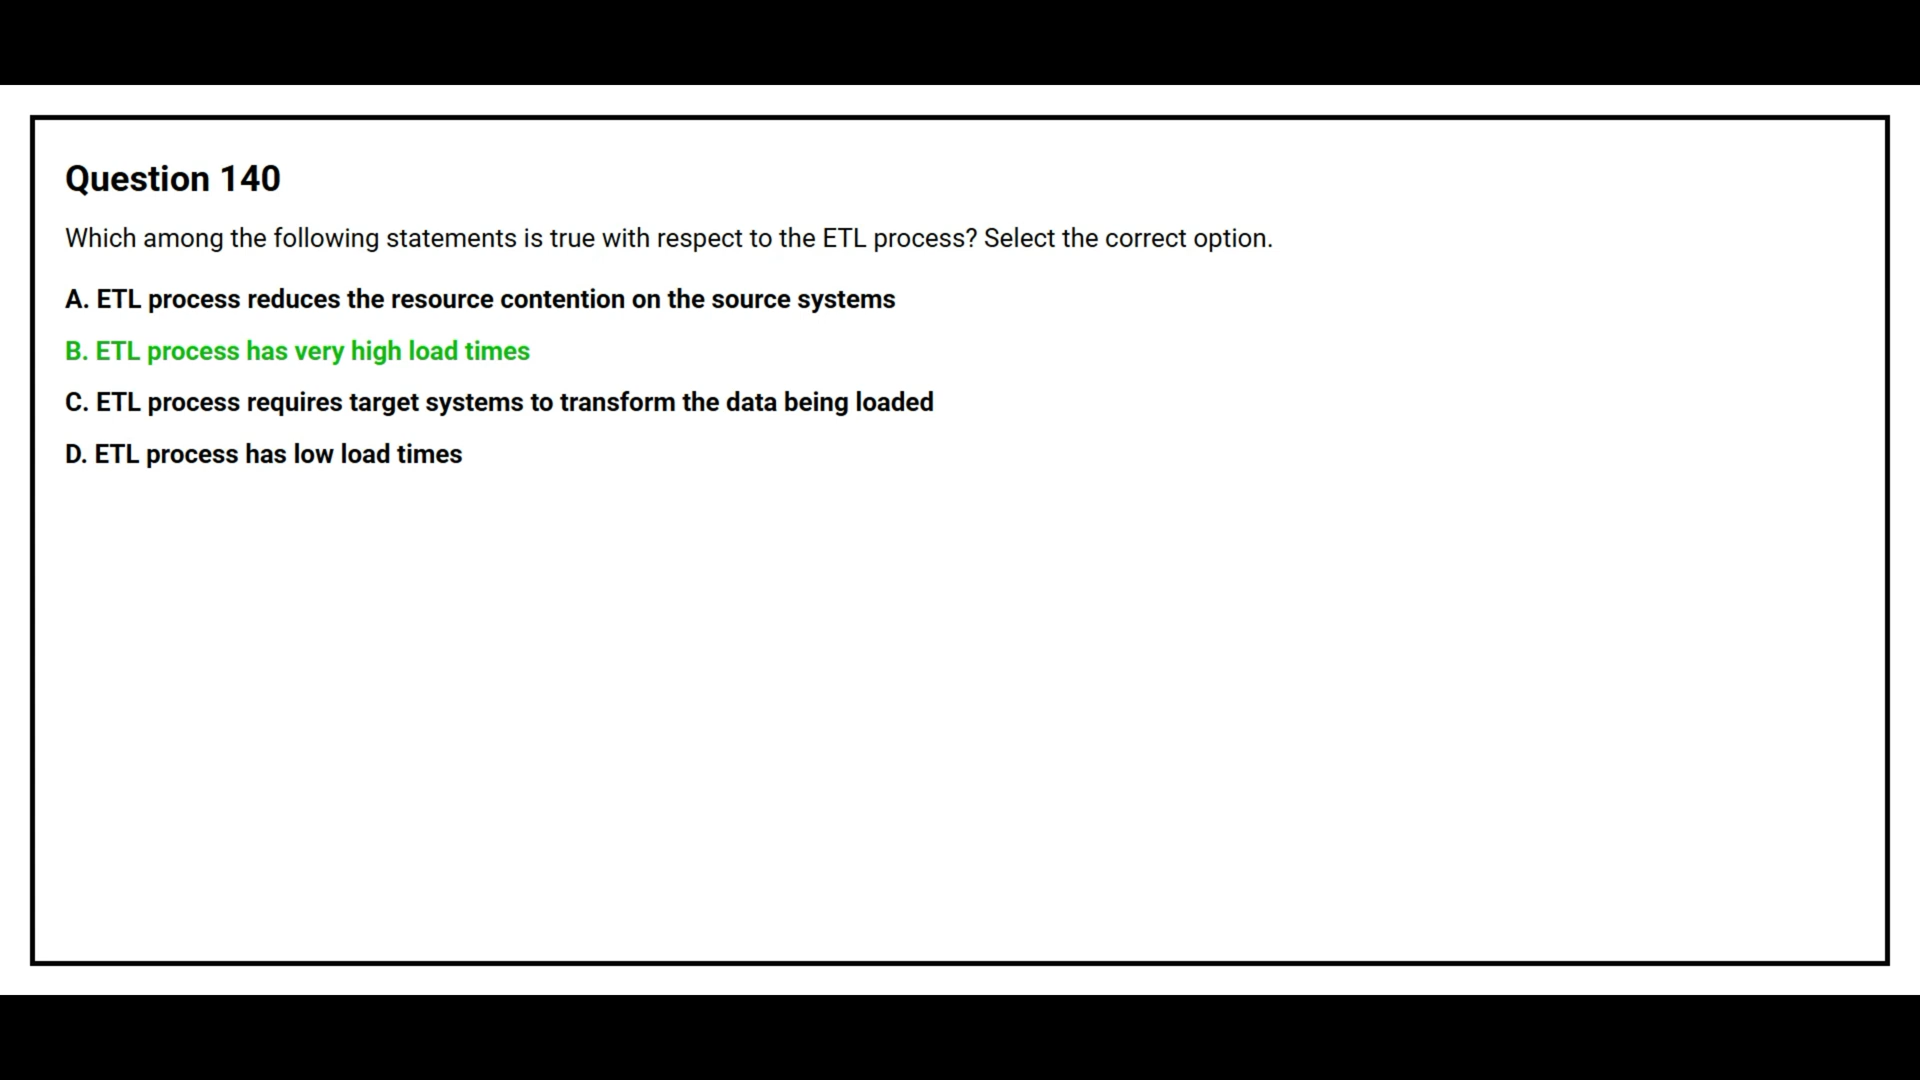 Question 140
Which among the following statements is true with respect to the ETL process? Select the correct option.
A. ETL process reduces the resource contention on the source systems
B. ETL process has very high load times
C. ETL process requires target systems to transform the data being loaded
D. ETL process has low load times